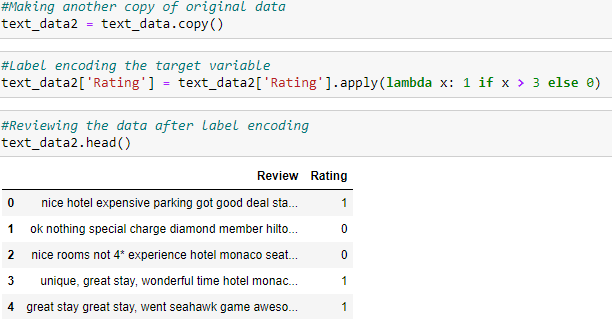 #Making another copy of original data
text_data2 = text_data.copy()
#Label encoding the target variable
text_data2['Rating'] = text_data2['Rating'].apply(lambda x: 1 if x > 3 else 0)
#Reviewing the data after label encoding
text_data2.head()
Review Rating
0 nice hotel expensive parking got good deal sta... 1
1 ok nothing special charge diamond member hilto... 0
2 nice rooms not 4* experience hotel monaco seat... 0
3 unique, great stay, wonderful time hotel monac... 1
4 great stay great stay, went seahawk game aweso... 1